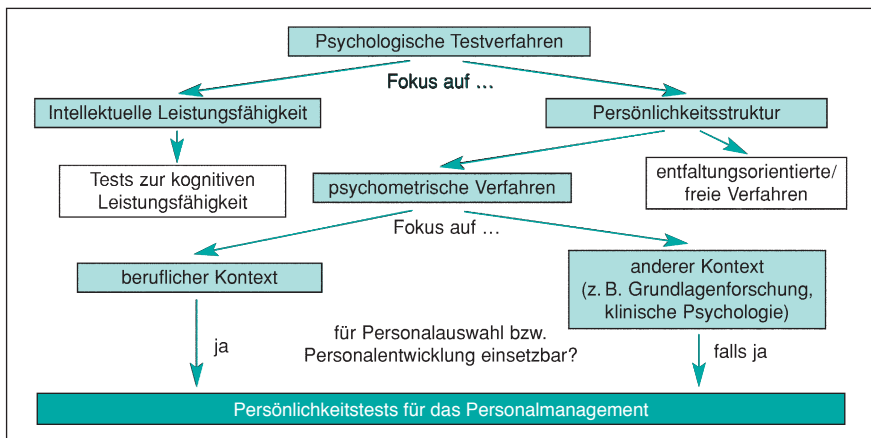 Psychologische Testverfahren
Fokus auf ...
Intellektuelle Leistungsfähigkeit
Persönlichkeitsstruktur
Tests zur kognitiven
Leistungsfähigkeit
psychometrische Verfahren
entfaltungsorientierte/
freie Verfahren
Fokus auf ...
beruflicher Kontext
anderer Kontext
(z. B. Grundlagenforschung,
klinische Psychologie)
ja
für Personalauswahl bzw.
Personalentwicklung einsetzbar?
falls ja
Persönlichkeitstests für das Personalmanagement